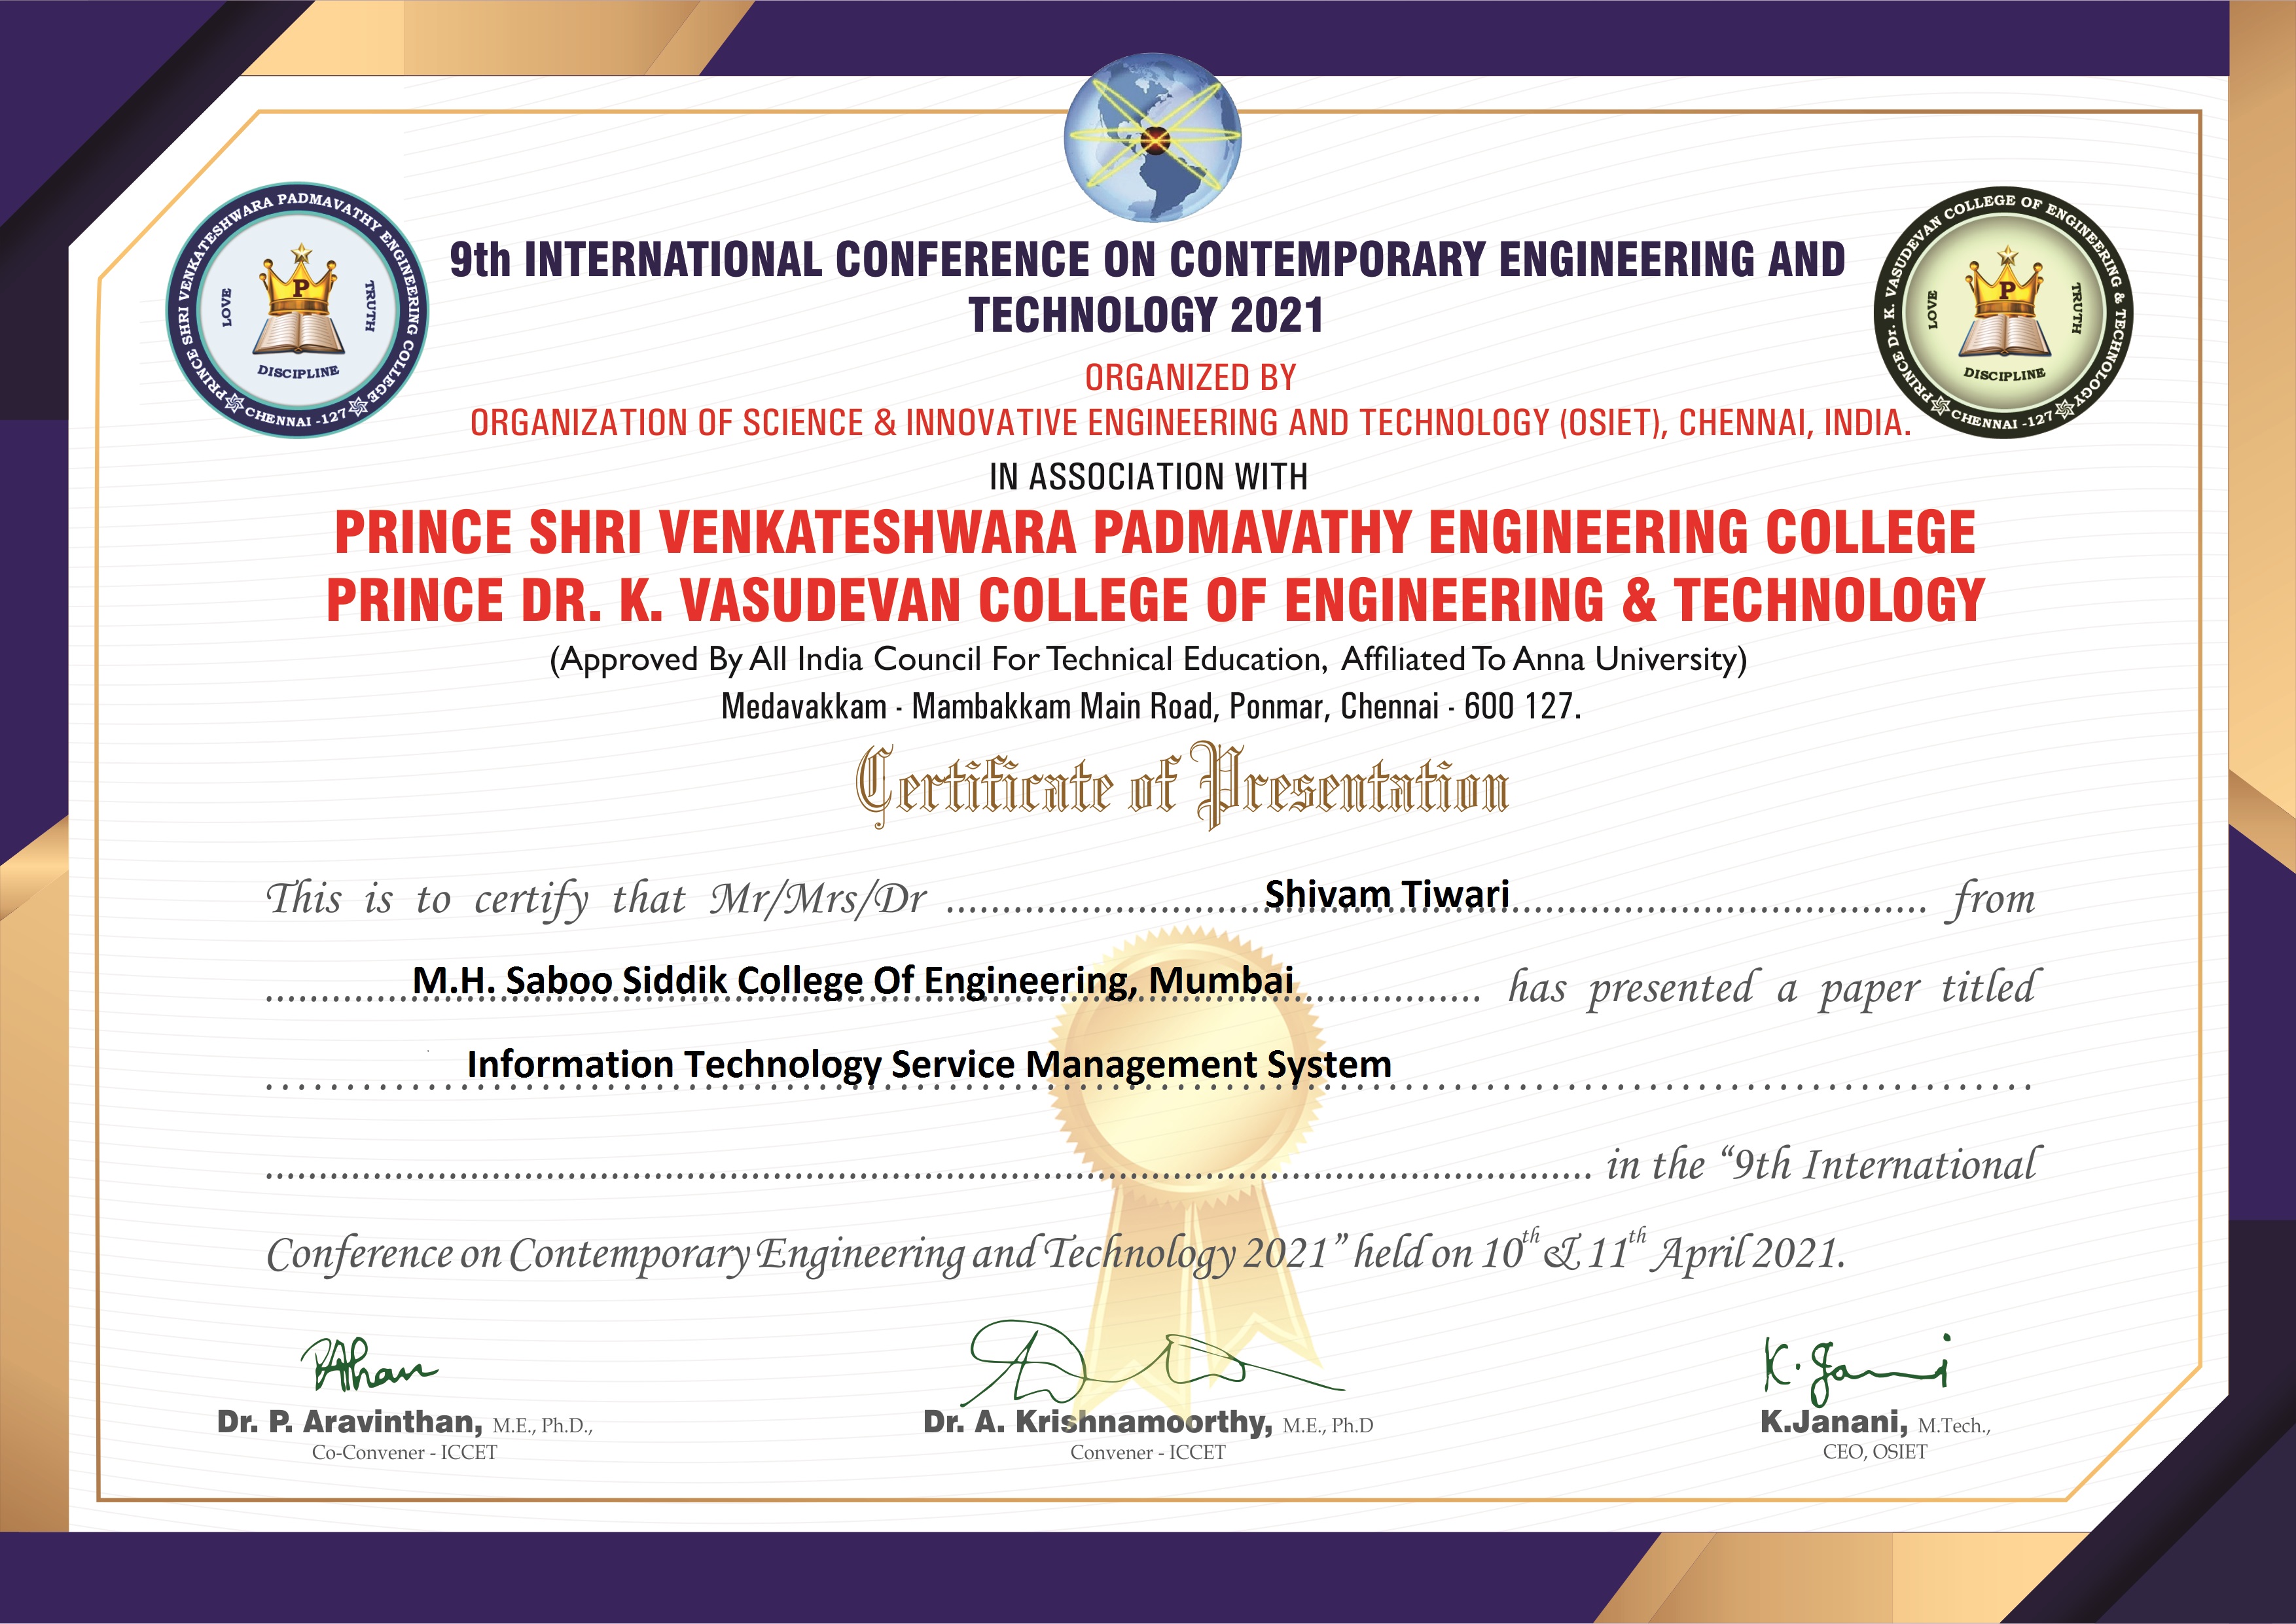 PRINCE SHRI VENKATESHWARA PADMAVATHY ENGINEERING COLLEGE
CHENNAI -127
LOVE
P
TRUTH
DISCIPLINE
PRINCE Dr. K. VASUDEVAN COLLEGE OF ENGINEERING & TECHNOLOGY
CHENNAI -127
LOVE
P
TRUTH
DISCIPLINE
9th INTERNATIONAL CONFERENCE ON CONTEMPORARY ENGINEERING AND
TECHNOLOGY 2021
ORGANIZED BY
ORGANIZATION OF SCIENCE & INNOVATIVE ENGINEERING AND TECHNOLOGY (OSIET), CHENNAI, INDIA.
IN ASSOCIATION WITH
PRINCE SHRI VENKATESHWARA PADMAVATHY ENGINEERING COLLEGE
PRINCE DR. K. VASUDEVAN COLLEGE OF ENGINEERING & TECHNOLOGY
(Approved By All India Council For Technical Education, Affiliated To Anna University)
Medavakkam - Mambakkam Main Road, Ponmar, Chennai - 600 127.
Certificate of Presentation
This is to certify that Mr/Mrs/Dr Shivam Tiwari from
M.H. Saboo Siddik College Of Engineering, Mumbai has presented a paper titled
Information Technology Service Management System
in the “9th International
Conference on Contemporary Engineering and Technology 2021” held on 10th & 11th April 2021.
K. Jani
Dr. P. Aravinthan, M.E., Ph.D.,
Co-Convener - ICCET
Dr. A. Krishnamoorthy, M.E., Ph.D
Convener - ICCET
K.Janani, M.Tech.,
CEO, OSIET